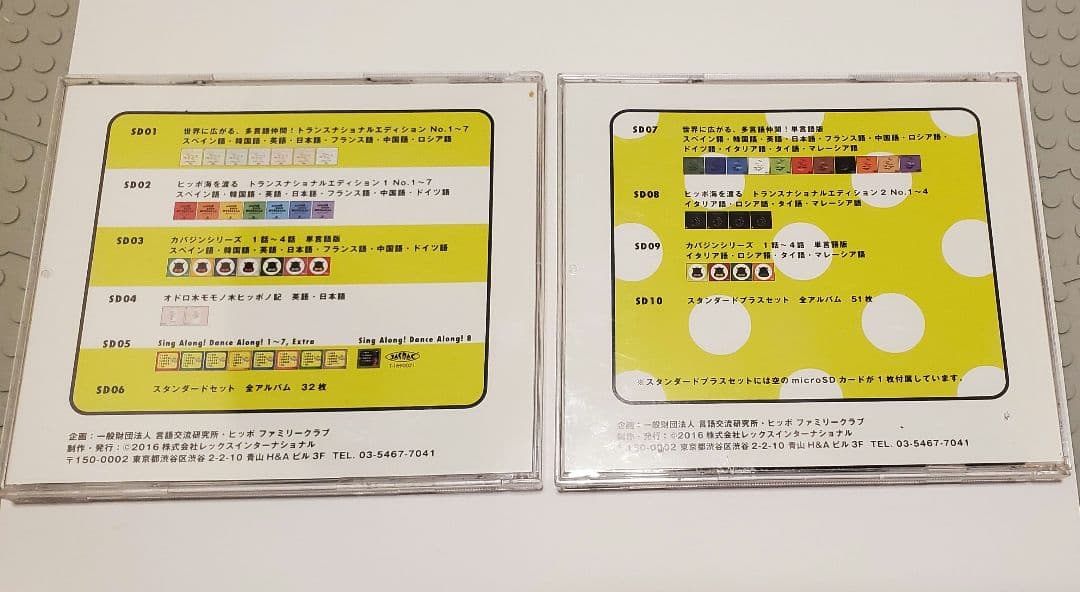 SD01
世界に広がる、多言語仲間！トランスナショナルエディション No.1〜7
スペイン語・韓国語・英語・日本語・フランス語・中国語・ロシア語
SD02
ヒッポ海を渡る トランスナショナルエディション1 No.1〜7
スペイン語・韓国語・英語・日本語・フランス語・中国語・ドイツ語
SD03
カバジンシリーズ 1話〜4話 単言語版
スペイン語・韓国語・英語・日本語・フランス語・中国語・ドイツ語
SD04
オドロ木モモノ木ヒッポノ記 英語・日本語
SD05
Sing Along! Dance Along! 1~7, Extra
Sing Along! Dance Along! 8
T-1690021
SD06
スタンダードセット 全アルバム 32枚
企画：一般財団法人 言語交流研究所・ヒッポ ファミリークラブ
制作・発行：©2016 株式会社レックスインターナショナル
〒150-0002 東京都渋谷区渋谷 2-2-10 青山 H&A ビル 3F TEL. 03-5467-7041
SD07
世界に広がる、多言語仲間！単言語版
スペイン語・韓国語・英語・日本語・フランス語・中国語・ロシア語・
ドイツ語・イタリア語・タイ語・マレーシア語
SD08
ヒッポ海を渡る トランスナショナルエディション2 No.1〜4
イタリア語・ロシア語・タイ語・マレーシア語
SD09
カバジンシリーズ 1話〜4話 単言語版
イタリア語・ロシア語・タイ語・マレーシア語
SD10
スタンダードプラスセット 全アルバム 51枚
※スタンダードプラスセットには空のmicroSDカードが1枚付属しています。
企画：一般財団法人 言語交流研究所・ヒッポ ファミリークラブ
制作・発行：©2016 株式会社レックスインターナショナル
〒150-0002 東京都渋谷区渋谷 2-2-10 青山 H&A ビル 3F TEL. 03-5467-7041